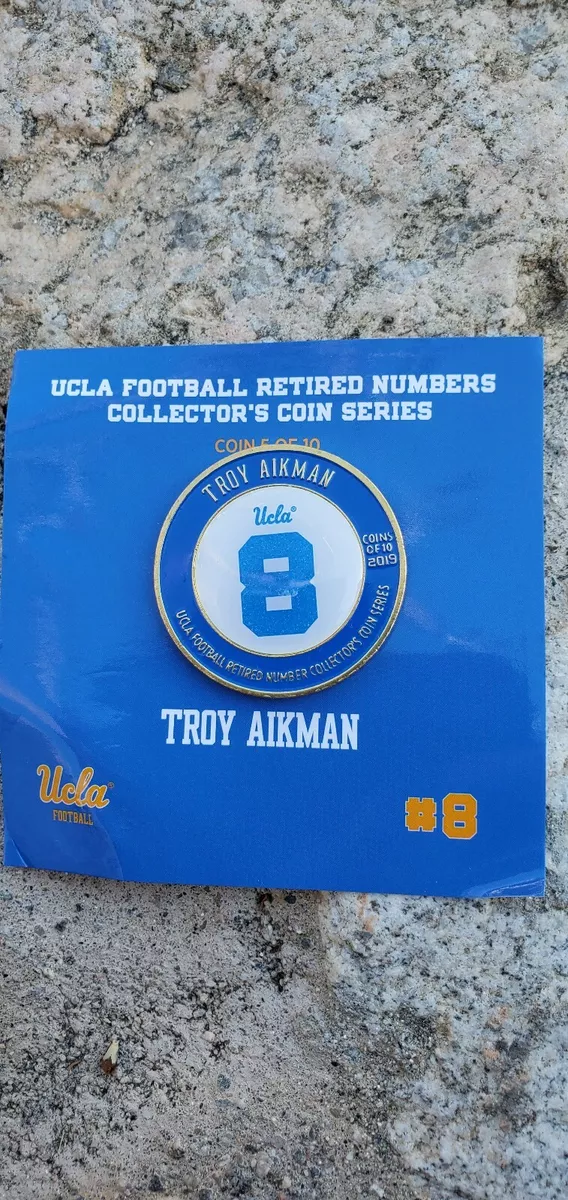 UCLA FOOTBALL RETIRED NUMBERS
COLLECTOR'S COIN SERIES
COIN 5 OF 10
TROY AIKMAN
Ucla®
8
COINS
OF 10
2019
UCLA FOOTBALL RETIRED NUMBER COLLECTOR'S COIN SERIES
TROY AIKMAN
Ucla®
FOOTBALL
#8